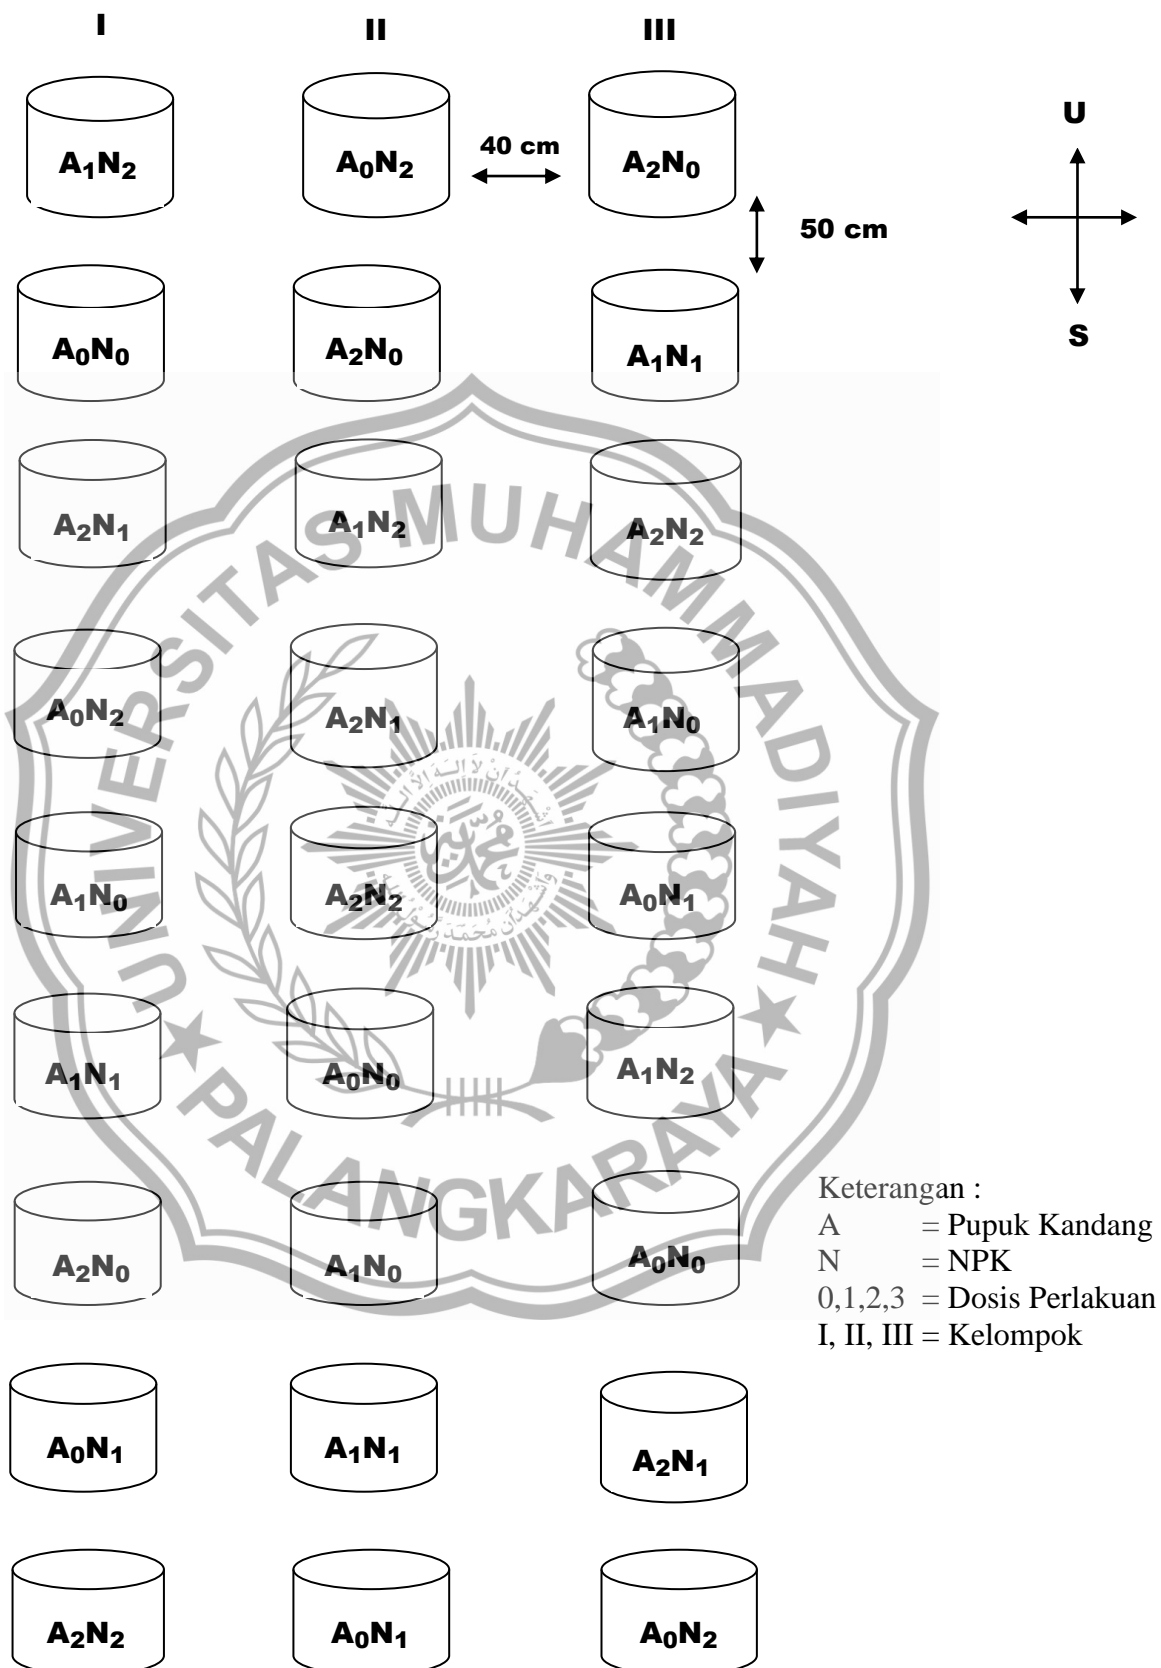 I II III
A₁N₂ A₀N₂ 40 cm A₂N₀ U
50 cm
A₀N₀ A₂N₀ A₁N₁ S
A₂N₁ A₁N₂ A₂N₂
A₀N₂ A₂N₁ A₁N₀
A₁N₀ A₂N₂ A₀N₁
A₁N₁ A₀N₀ A₁N₂
A₂N₀ A₁N₀ A₀N₀
A₀N₁ A₁N₁ A₂N₁
A₂N₂ A₀N₁ A₀N₂
Keterangan :
A = Pupuk Kandang
N = NPK
0,1,2,3 = Dosis Perlakuan
I, II, III = Kelompok
UNIVERSITAS MUHAMMADIYAH
PALANGKARAYA